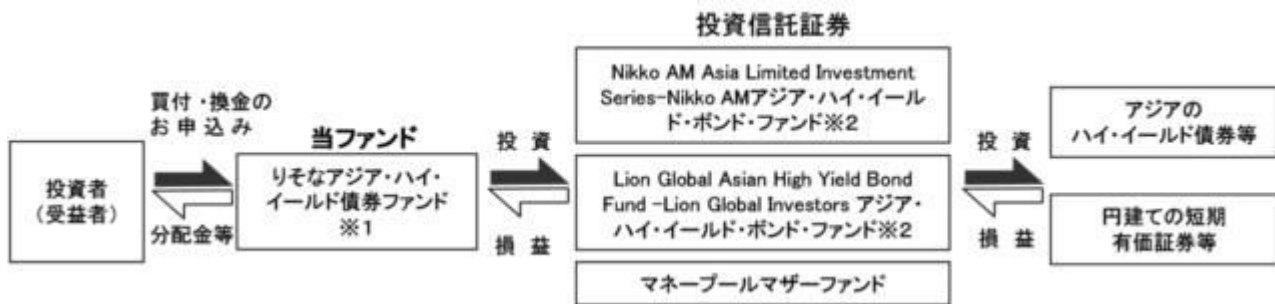 投資信託証券
買付・換金の
お申込み
投資者
（受益者）
分配金等
当ファンド
りそなアジア・ハイ・
イールド債券ファンド
※1
投 資
損 益
Nikko AM Asia Limited Investment
Series-Nikko AMアジア・ハイ・イール
ド・ボンド・ファンド※2
Lion Global Asian High Yield Bond
Fund -Lion Global Investors アジア・
ハイ・イールド・ボンド・ファンド※2
マネープールマザーファンド
投 資
損 益
アジアの
ハイ・イールド債券等
円建ての短期
有価証券等